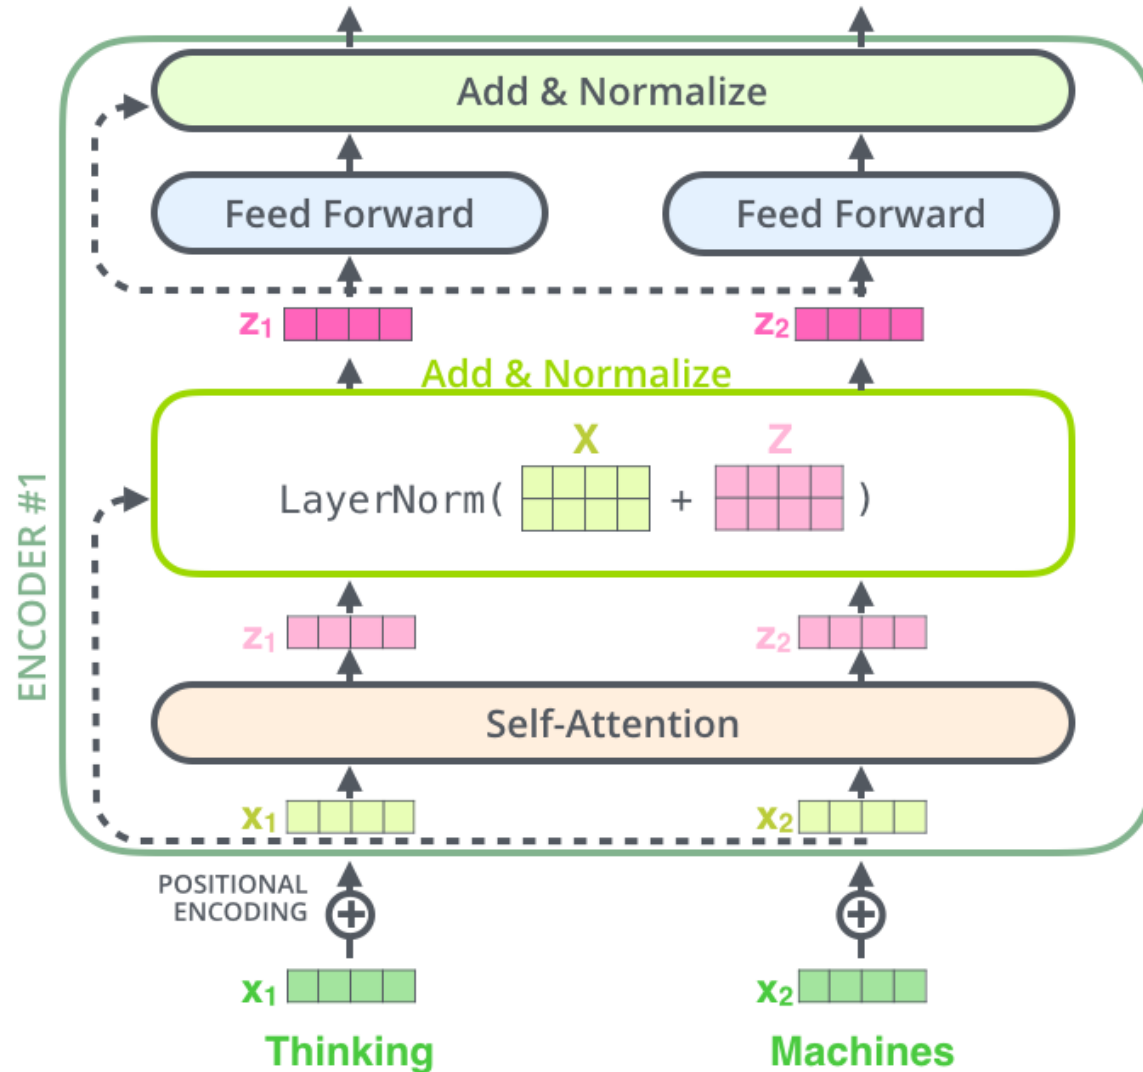 Add & Normalize
Feed Forward Feed Forward
z1 z2
Add & Normalize
X Z
LayerNorm( + )
ENCODER #1
z1 z2
Self-Attention
x1 x2
POSITIONAL
ENCODING
x1 x2
Thinking Machines